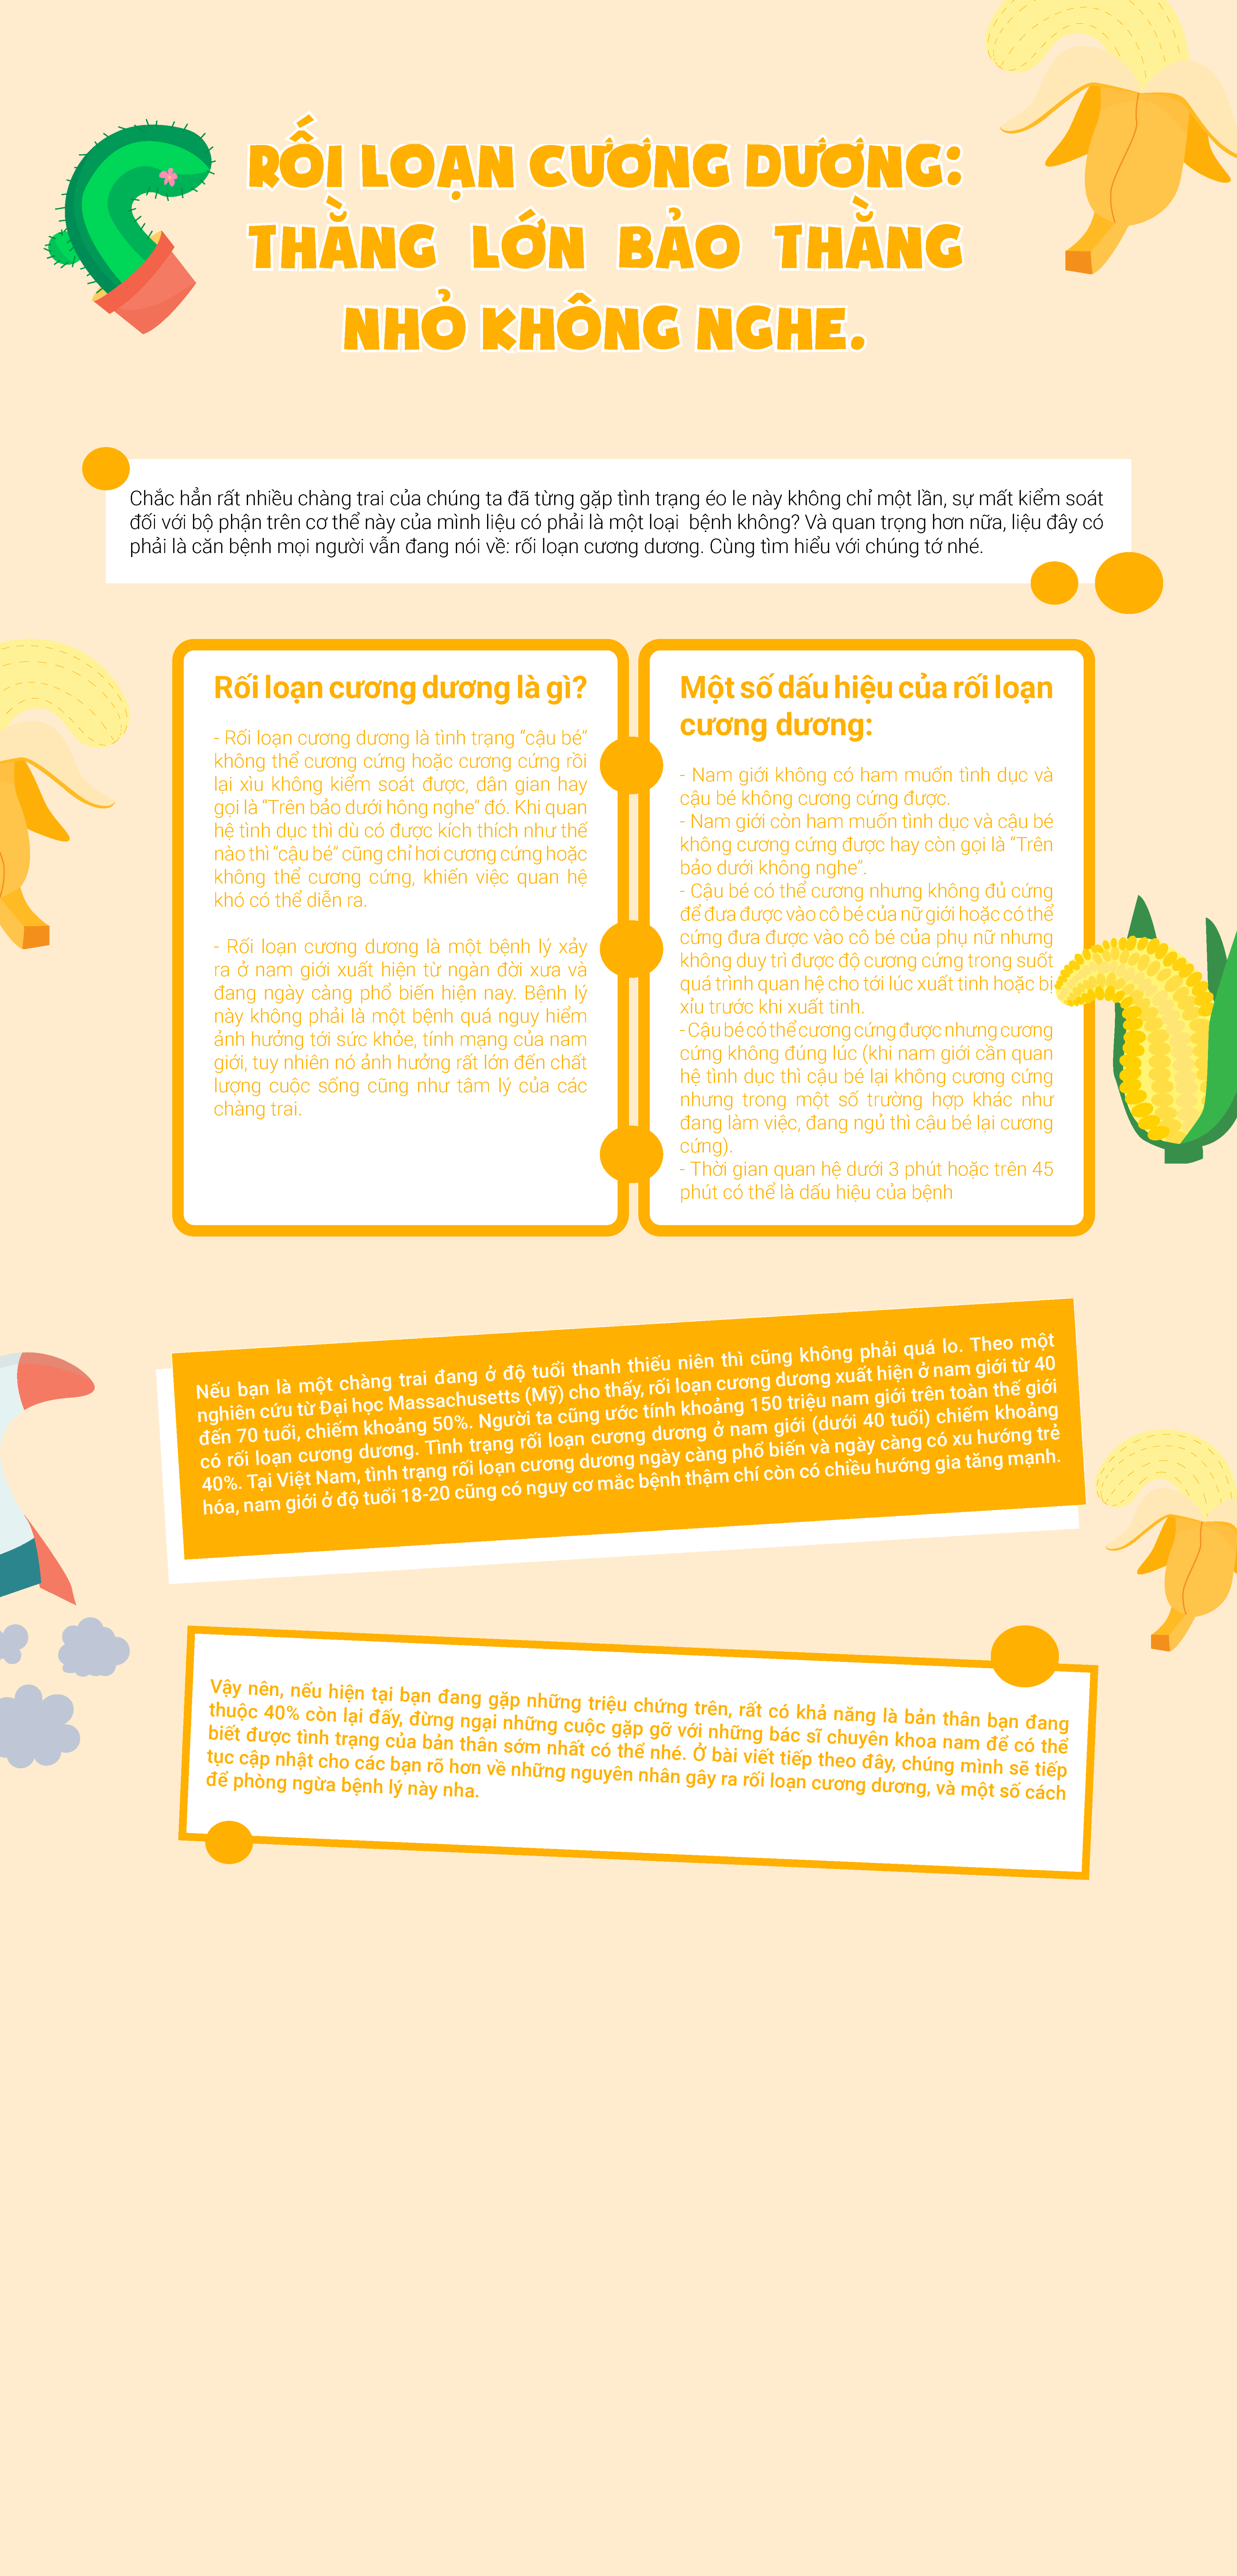 RỐI LOẠN CƯƠNG DƯƠNG:
THẰNG LỚN BẢO THẰNG
NHỎ KHÔNG NGHE.
Chắc hẳn rất nhiều chàng trai của chúng ta đã từng gặp tình trạng éo le này không chỉ một lần, sự mất kiểm soát
đối với bộ phận trên cơ thể này của mình liệu có phải là một loại bệnh không? Và quan trọng hơn nữa, liệu đây có
phải là căn bệnh mọi người vẫn đang nói về: rối loạn cương dương. Cùng tìm hiểu với chúng tớ nhé.
Rối loạn cương dương là gì?
- Rối loạn cương dương là tình trạng “cậu bé”
không thể cương cứng hoặc cương cứng rồi
lại xìu không kiểm soát được, dân gian hay
gọi là “Trên bảo dưới hông nghe” đó. Khi quan
hệ tình dục thì dù có được kích thích như thế
nào thì “cậu bé” cũng chỉ hơi cương cứng hoặc
không thể cương cứng, khiến việc quan hệ
khó có thể diễn ra.
- Rối loạn cương dương là một bệnh lý xảy
ra ở nam giới xuất hiện từ ngàn đời xưa và
đang ngày càng phổ biến hiện nay. Bệnh lý
này không phải là một bệnh quá nguy hiểm
ảnh hưởng tới sức khỏe, tính mạng của nam
giới, tuy nhiên nó ảnh hưởng rất lớn đến chất
lượng cuộc sống cũng như tâm lý của các
chàng trai.
Một số dấu hiệu của rối loạn
cương dương:
- Nam giới không có ham muốn tình dục và
cậu bé không cương cứng được.
- Nam giới còn ham muốn tình dục và cậu bé
không cương cứng được hay còn gọi là “Trên
bảo dưới không nghe”.
- Cậu bé có thể cương nhưng không đủ cứng
để đưa được vào cô bé của nữ giới hoặc có thể
cứng đưa được vào cô bé của phụ nữ nhưng
không duy trì được độ cương cứng trong suốt
quá trình quan hệ cho tới lúc xuất tinh hoặc bị
xỉu trước khi xuất tinh.
- Cậu bé có thể cương cứng được nhưng cương
cứng không đúng lúc (khi nam giới cần quan
hệ tình dục thì cậu bé lại không cương cứng
nhưng trong một số trường hợp khác như
đang làm việc, đang ngủ thì cậu bé lại cương
cứng).
- Thời gian quan hệ dưới 3 phút hoặc trên 45
phút có thể là dấu hiệu của bệnh
Nếu bạn là một chàng trai đang ở độ tuổi thanh thiếu niên thì cũng không phải quá lo. Theo một
nghiên cứu từ Đại học Massachusetts (Mỹ) cho thấy, rối loạn cương dương xuất hiện ở nam giới từ 40
đến 70 tuổi, chiếm khoảng 50%. Người ta cũng ước tính khoảng 150 triệu nam giới trên toàn thế giới
có rối loạn cương dương. Tình trạng rối loạn cương dương ở nam giới (dưới 40 tuổi) chiếm khoảng
40%. Tại Việt Nam, tình trạng rối loạn cương dương ngày càng phổ biến và ngày càng có xu hướng trẻ
hóa, nam giới ở độ tuổi 18-20 cũng có nguy cơ mắc bệnh thậm chí còn có chiều hướng gia tăng mạnh.
Vậy nên, nếu hiện tại bạn đang gặp những triệu chứng trên, rất có khả năng là bản thân bạn đang
thuộc 40% còn lại đấy, đừng ngại những cuộc gặp gỡ với những bác sĩ chuyên khoa nam để có thể
biết được tình trạng của bản thân sớm nhất có thể nhé. Ở bài viết tiếp theo đây, chúng mình sẽ tiếp
tục cập nhật cho các bạn rõ hơn về những nguyên nhân gây ra rối loạn cương dương, và một số cách
để phòng ngừa bệnh lý này nha.